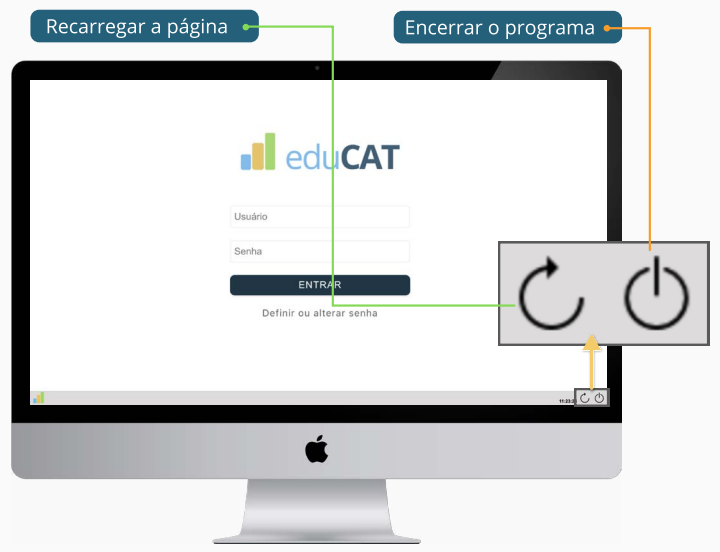 Recarregar a página
Encerrar o programa
eduCAT
Usuário
Senha
ENTRAR
Definir ou alterar senha